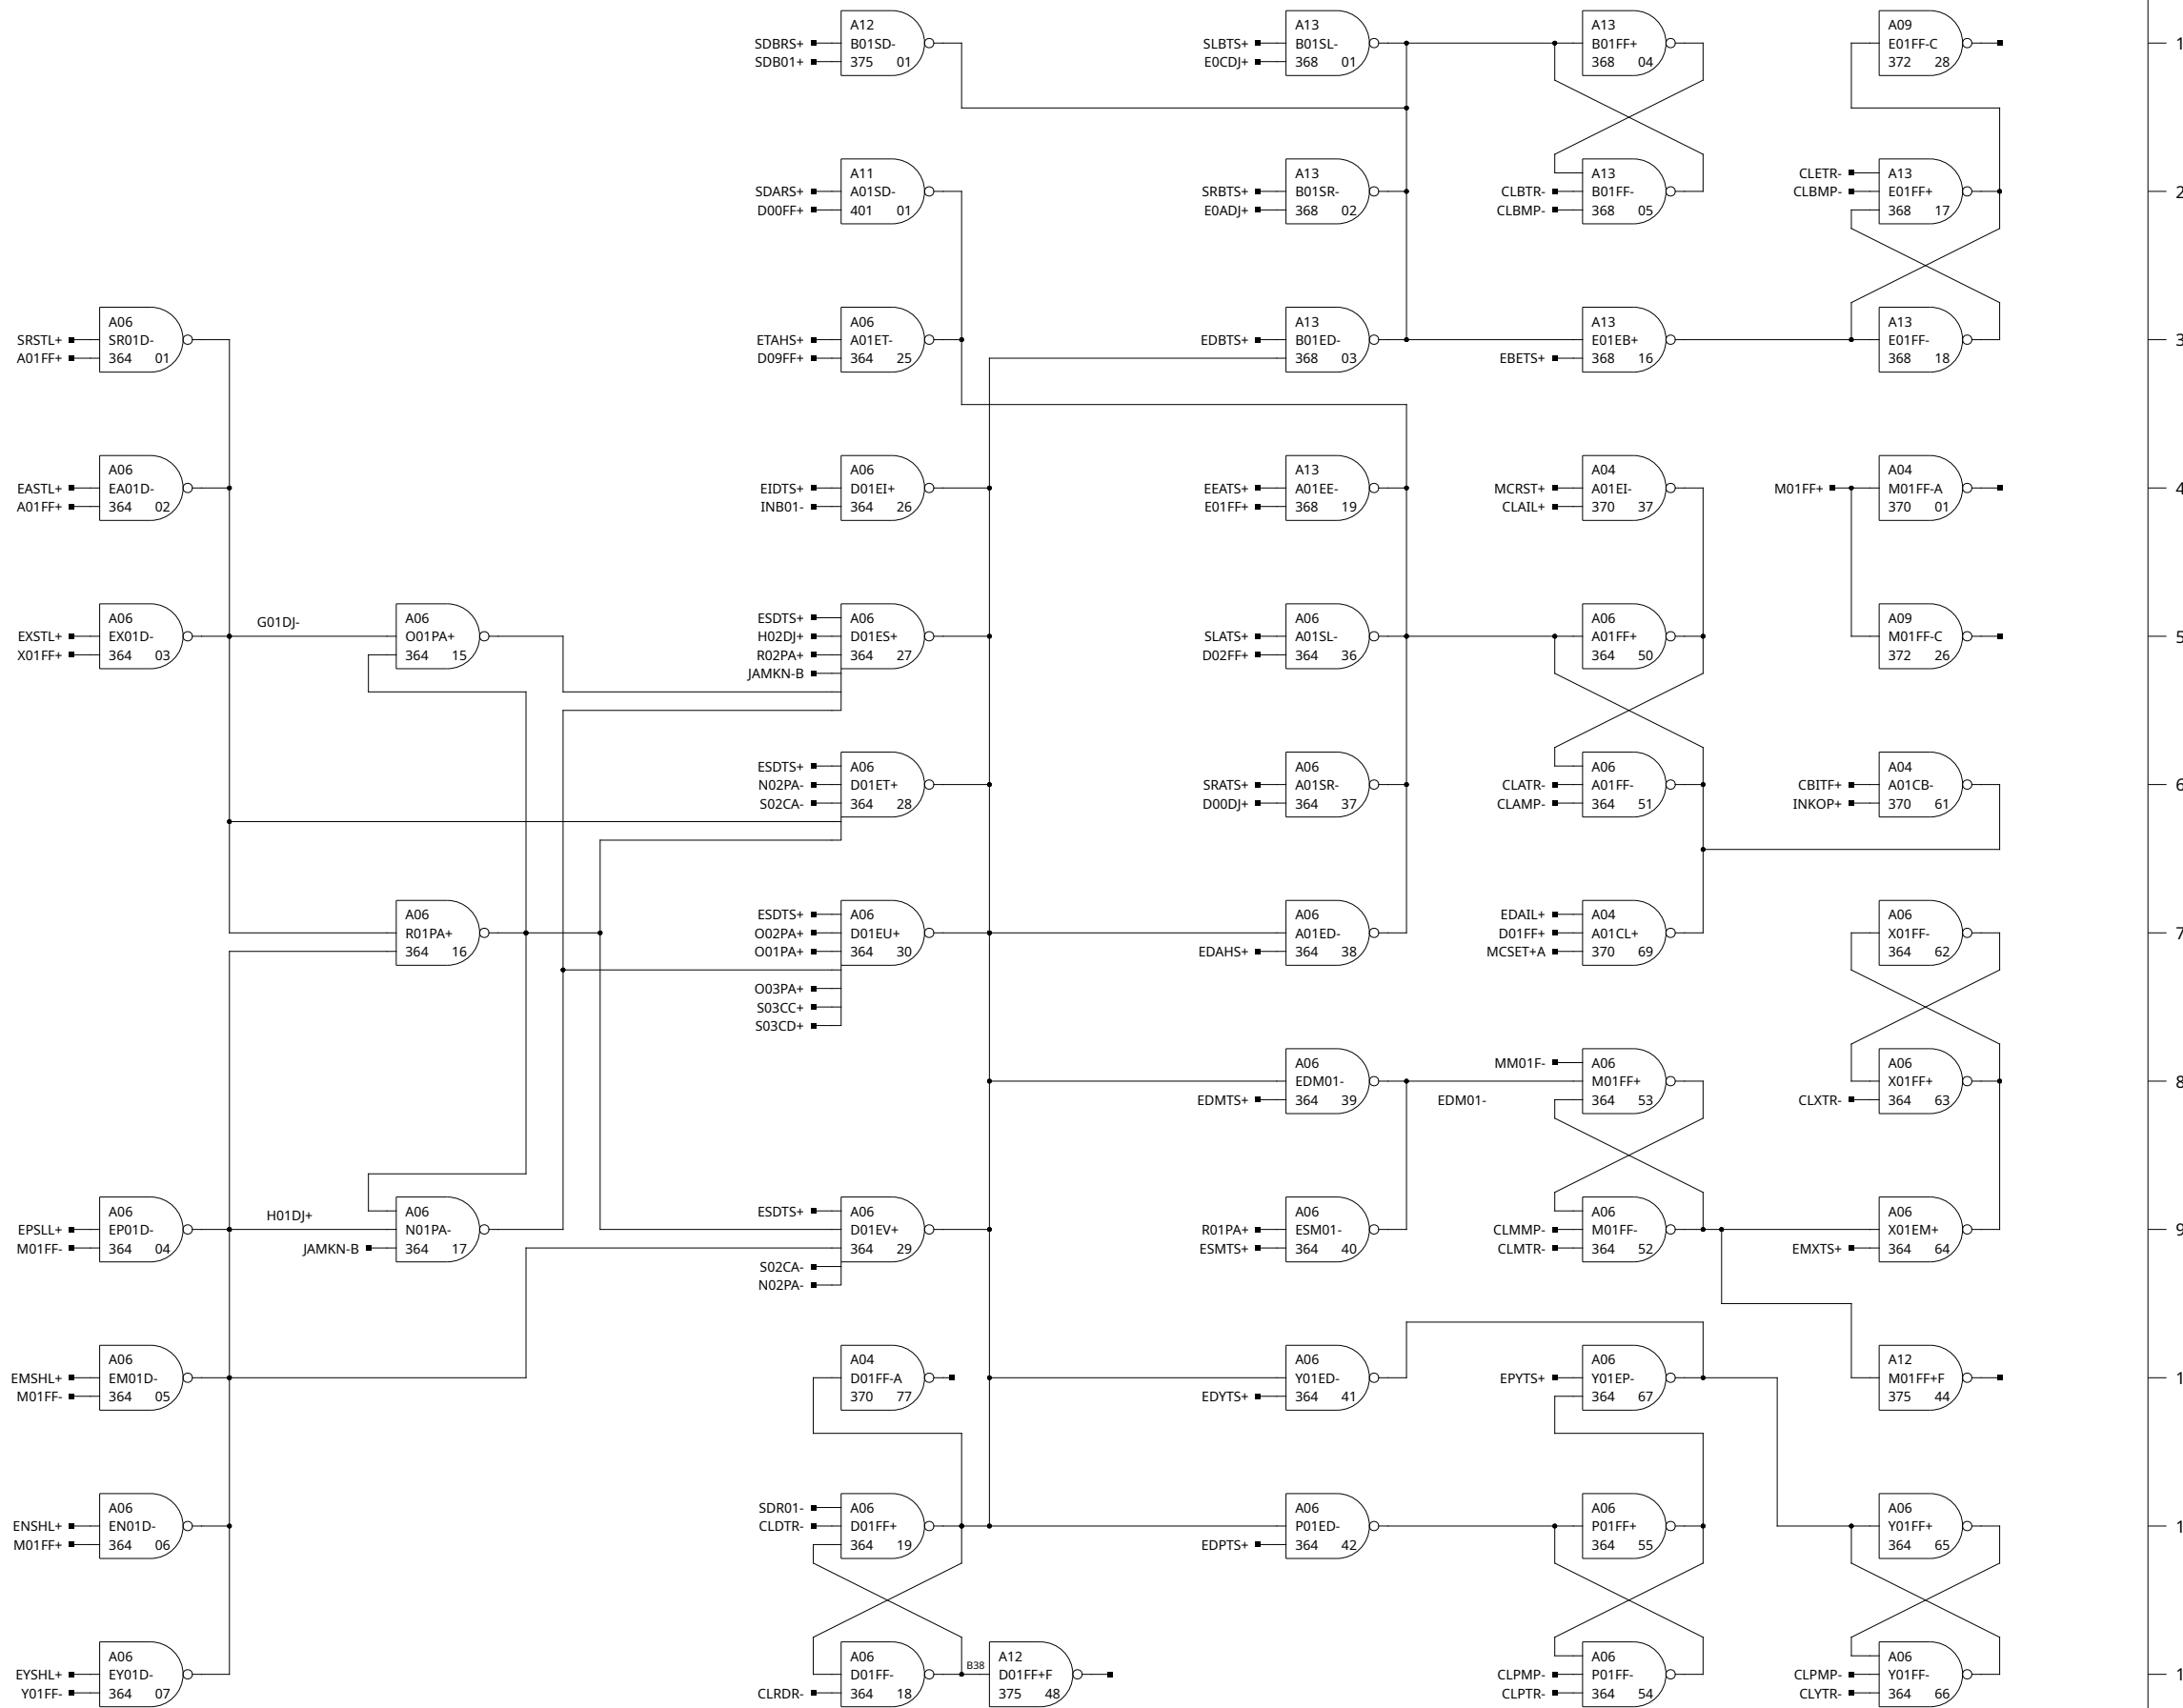 SDBRS+
SDB01+
A12
B01SD-
375 01
SLBTS+
E0CDJ+
A13
B01SL-
368 01
A13
B01FF+
368 04
A09
E01FF-C
372 28
1
SDARS+
D00FF+
A11
A01SD-
401 01
SRBTS+
E0ADJ+
A13
B01SR-
368 02
CLBTR-
CLBMP-
A13
B01FF-
368 05
CLETR-
CLBMP-
A13
E01FF+
368 17
2
SRSTL+
A01FF+
A06
SR01D-
364 01
ETAHS+
D09FF+
A06
A01ET-
364 25
EDBTS+
A13
B01ED-
368 03
EBETS+
A13
E01EB+
368 16
A13
E01FF-
368 18
3
EASTL+
A01FF+
A06
EA01D-
364 02
EIDTS+
INB01-
A06
D01EI+
364 26
EEATS+
E01FF+
A13
A01EE-
368 19
MCRST+
CLAIL+
A04
A01EI-
370 37
M01FF+
A04
M01FF-A
370 01
4
EXSTL+
X01FF+
A06
EX01D-
364 03
G01DJ-
A06
O01PA+
364 15
ESDTS+
H02DJ+
R02PA+
JAMKN-B
A06
D01ES+
364 27
SLATS+
D02FF+
A06
A01SL-
364 36
A06
A01FF+
364 50
A09
M01FF-C
372 26
5
ESDTS+
N02PA-
S02CA-
A06
D01ET+
364 28
SRATS+
D00DJ+
A06
A01SR-
364 37
CLATR-
CLAMP-
A06
A01FF-
364 51
CBITF+
INKOP+
A04
A01CB-
370 61
6
A06
R01PA+
364 16
ESDTS+
O02PA+
O01PA+
O03PA+
S03CC+
S03CD+
A06
D01EU+
364 30
EDAHS+
A06
A01ED-
364 38
EDAIL+
D01FF+
MCSET+A
A04
A01CL+
370 69
A06
X01FF-
364 62
7
EDMTS+
A06
EDM01-
364 39
EDM01-
MM01F-
A06
M01FF+
364 53
CLXTR-
A06
X01FF+
364 63
8
EPSLL+
M01FF-
A06
EP01D-
364 04
H01DJ+
JAMKN-B
A06
N01PA-
364 17
ESDTS+
S02CA-
N02PA-
A06
D01EV+
364 29
R01PA+
ESMTS+
A06
ESM01-
364 40
CLMMP-
CLMTR-
A06
M01FF-
364 52
EMXTS+
A06
X01EM+
364 64
9
EMSHL+
M01FF-
A06
EM01D-
364 05
A04
D01FF-A
370 77
EDYTS+
A06
Y01ED-
364 41
EPYTS+
A06
Y01EP-
364 67
A12
M01FF+F
375 44
1
ENSHL+
M01FF+
A06
EN01D-
364 06
SDR01-
CLDTR-
A06
D01FF+
364 19
EDPTS+
A06
P01ED-
364 42
A06
P01FF+
364 55
A06
Y01FF+
364 65
1
EYSHL+
Y01FF-
A06
EY01D-
364 07
CLRDR-
A06
D01FF-
364 18
B38
A12
D01FF+F
375 48
CLPMP-
CLPTR-
A06
P01FF-
364 54
CLPMP-
CLYTR-
A06
Y01FF-
364 66
1